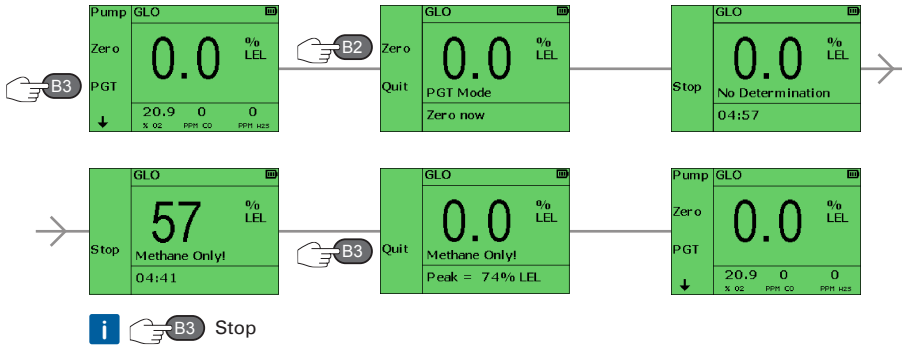 Pump GLO
Zero
0.0 % LEL
B3 PGT
20.9 0 0
% O2 PPM CO PPM H2S
GLO
B2 Zero
0.0 % LEL
Quit
PGT Mode
Zero now
GLO
0.0 % LEL
Stop
No Determination
04:57
GLO
57 % LEL
Stop
Methane Only!
04:41
B3
GLO
0.0 % LEL
Quit
Methane Only!
Peak = 74% LEL
Pump GLO
Zero
0.0 % LEL
PGT
20.9 0 0
% O2 PPM CO PPM H2S
i B3 Stop